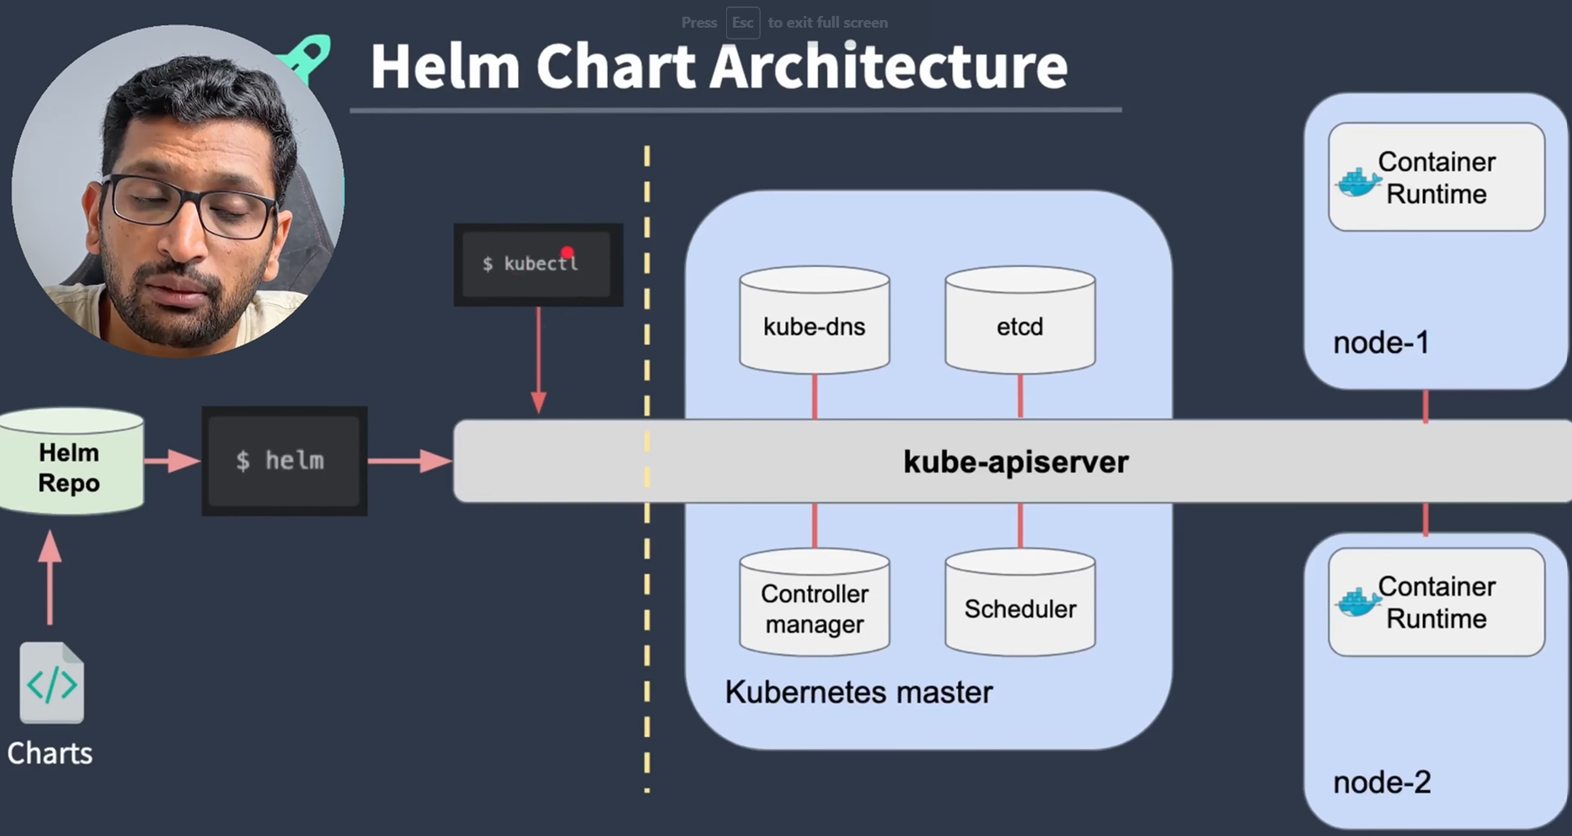 Press Esc to exit full screen
Helm Chart Architecture
Container
Runtime
node-1
$ kubectl
kube-dns
etcd
Helm
Repo
$ helm
kube-apiserver
Controller
manager
Scheduler
Kubernetes master
Container
Runtime
node-2
Charts